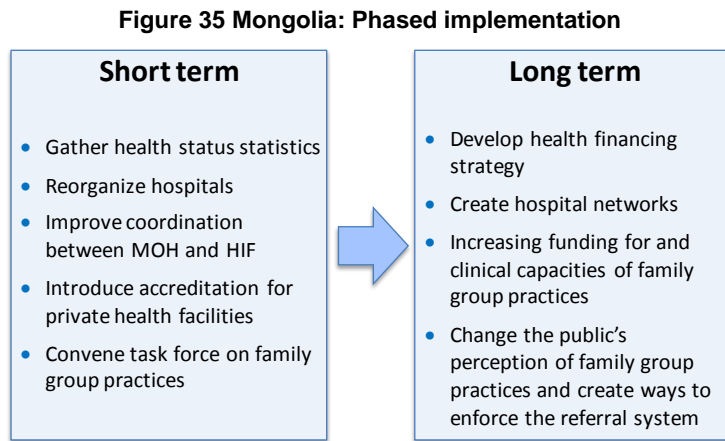 Figure 35 Mongolia: Phased implementation
Short term
• Gather health status statistics
• Reorganize hospitals
• Improve coordination
between MOH and HIF
• Introduce accreditation for
private health facilities
• Convene task force on family
group practices
Long term
• Develop health financing
strategy
• Create hospital networks
• Increasing funding for and
clinical capacities of family
group practices
• Change the public's
perception of family group
practices and create ways to
enforce the referral system